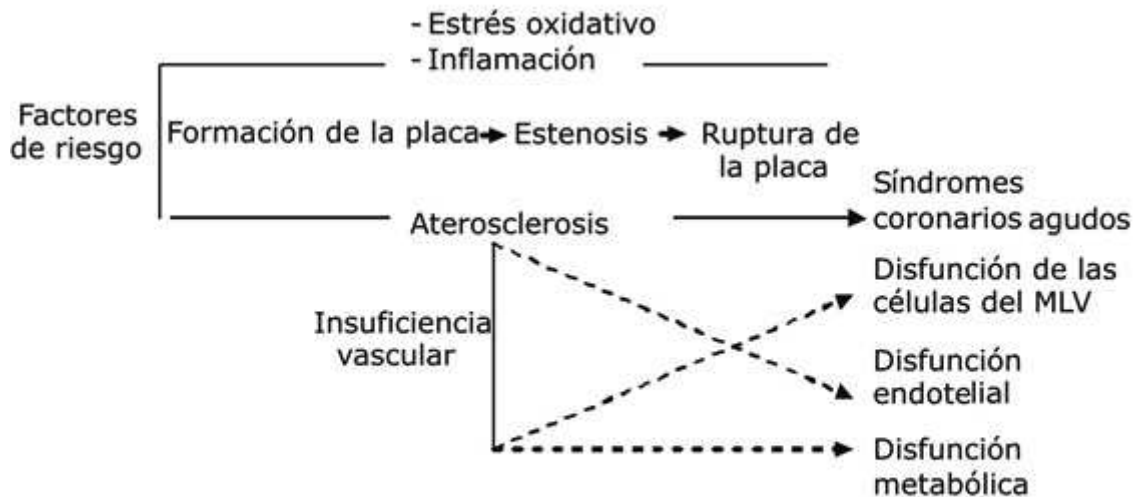 - Estrés oxidativo
- Inflamación
Factores
de riesgo
Formación de la placa
Estenosis
Ruptura de
la placa
Síndromes
coronarios agudos
Aterosclerosis
Disfunción de las
células del MLV
Insuficiencia
vascular
Disfunción
endotelial
Disfunción
metabólica